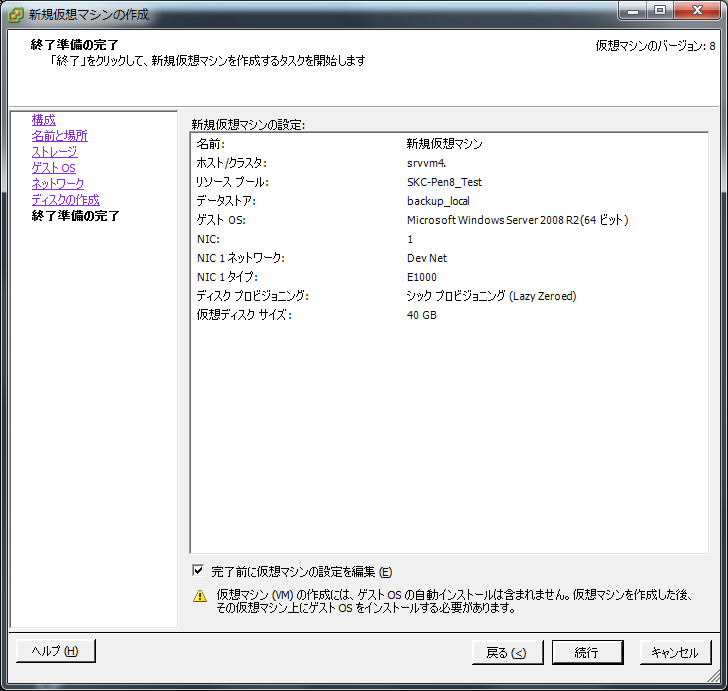 新規仮想マシンの作成
終了準備の完了
「終了」をクリックして、新規仮想マシンを作成するタスクを開始します
仮想マシンのバージョン: 8
構成
名前と場所
ストレージ
ゲスト OS
ネットワーク
ディスクの作成
終了準備の完了
新規仮想マシンの設定:
名前: 新規仮想マシン
ホスト/クラスタ: srvvm4.
リソース プール: SKC-Pen8_Test
データストア: backup_local
ゲスト OS: Microsoft Windows Server 2008 R2(64 ビット)
NIC: 1
NIC 1 ネットワーク: Dev Net
NIC 1 タイプ: E1000
ディスク プロビジョニング: シック プロビジョニング (Lazy Zeroed)
仮想ディスク サイズ: 40 GB
完了前に仮想マシンの設定を編集 (E)
仮想マシン (VM) の作成には、ゲスト OS の自動インストールは含まれません。仮想マシンを作成した後、
その仮想マシン上にゲスト OS をインストールする必要があります。
ヘルプ (H)
戻る (<)
続行
キャンセル